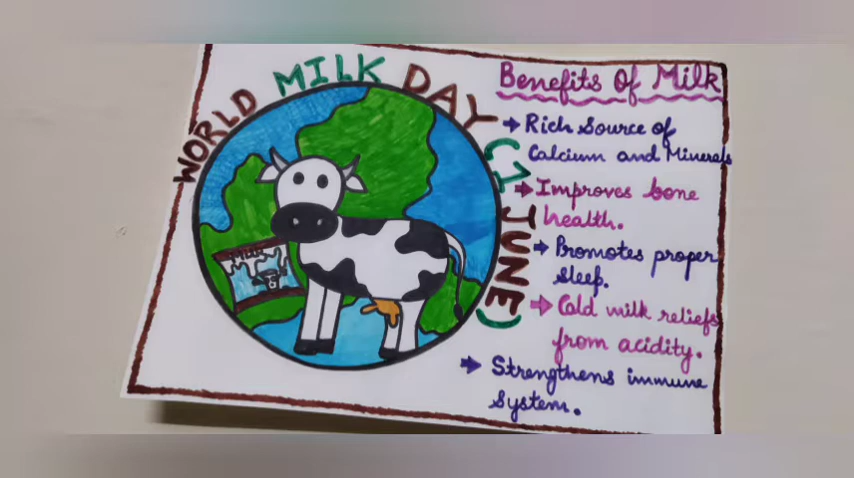 WORLD MILK DAY (1 JUNE)
Benefits Of Milk
Rich Source of
Calcium and Minerals
Improves bone
health.
Promotes proper
sleep.
Cold milk reliefs
from acidity.
Strengthens immune
System.
MILK